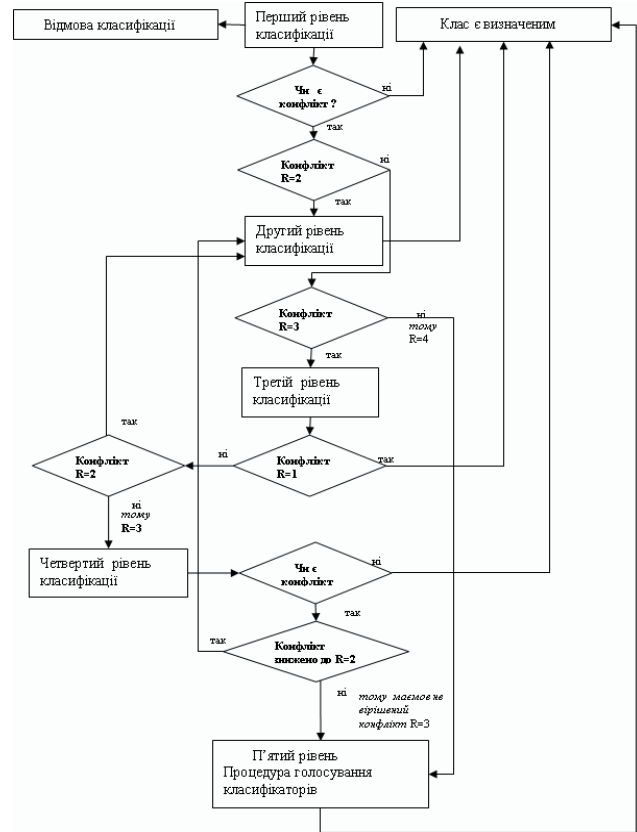 Відмова класифікації
Перший рівень
класифікації
Клас є визначеним
Чи є
конфлікт ?
ні
так
Конфлікт
R=2
ні
так
Другий рівень
класифікації
Конфлікт
R=3
ні
тому
R=4
так
Третій рівень
класифікації
так
Конфлікт
R=2
ні
Конфлікт
R=1
так
ні
тому
R=3
Четвертий рівень
класифікації
Чи є
конфлікт
ні
так
так
Конфлікт
знижено до R=2
ні
тому маємов не
вірішений
конфлікт R=3
П’ятий рівень
Процедура голосування
класифікаторів